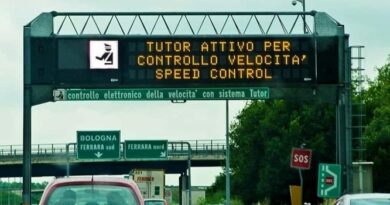 TUTOR ATTIVO PER
CONTROLLO VELOCITA'
SPEED CONTROL
controllo elettronico della velocità con sistema Tutor
BOLOGNA
FERRARA sud
FERRARA nord
SOS